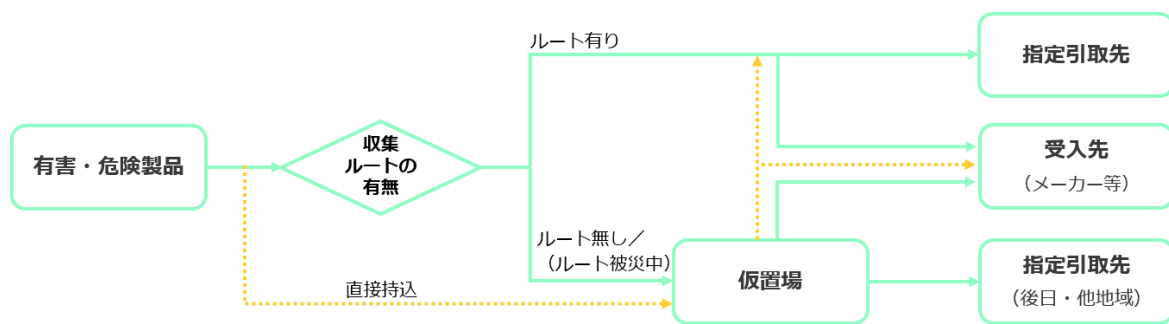 有害・危険製品
収集
ルートの
有無
ルート有り
ルート無し／
（ルート被災中）
直接持込
仮置場
指定引取先
受入先
（メーカー等）
指定引取先
（後日・他地域）